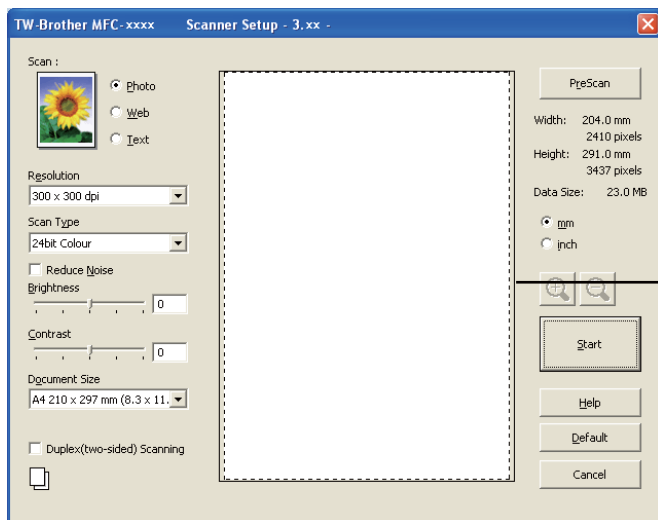 TW-Brother MFC-xxxx Scanner Setup - 3.xx -
Scan :
Photo
Web
Text
Resolution
300 x 300 dpi
Scan Type
24bit Colour
Reduce Noise
Brightness
0
Contrast
0
Document Size
A4 210 x 297 mm (8.3 x 11.
Duplex(two-sided) Scanning
PreScan
Width: 204.0 mm
2410 pixels
Height: 291.0 mm
3437 pixels
Data Size: 23.0 MB
mm
inch
Start
Help
Default
Cancel